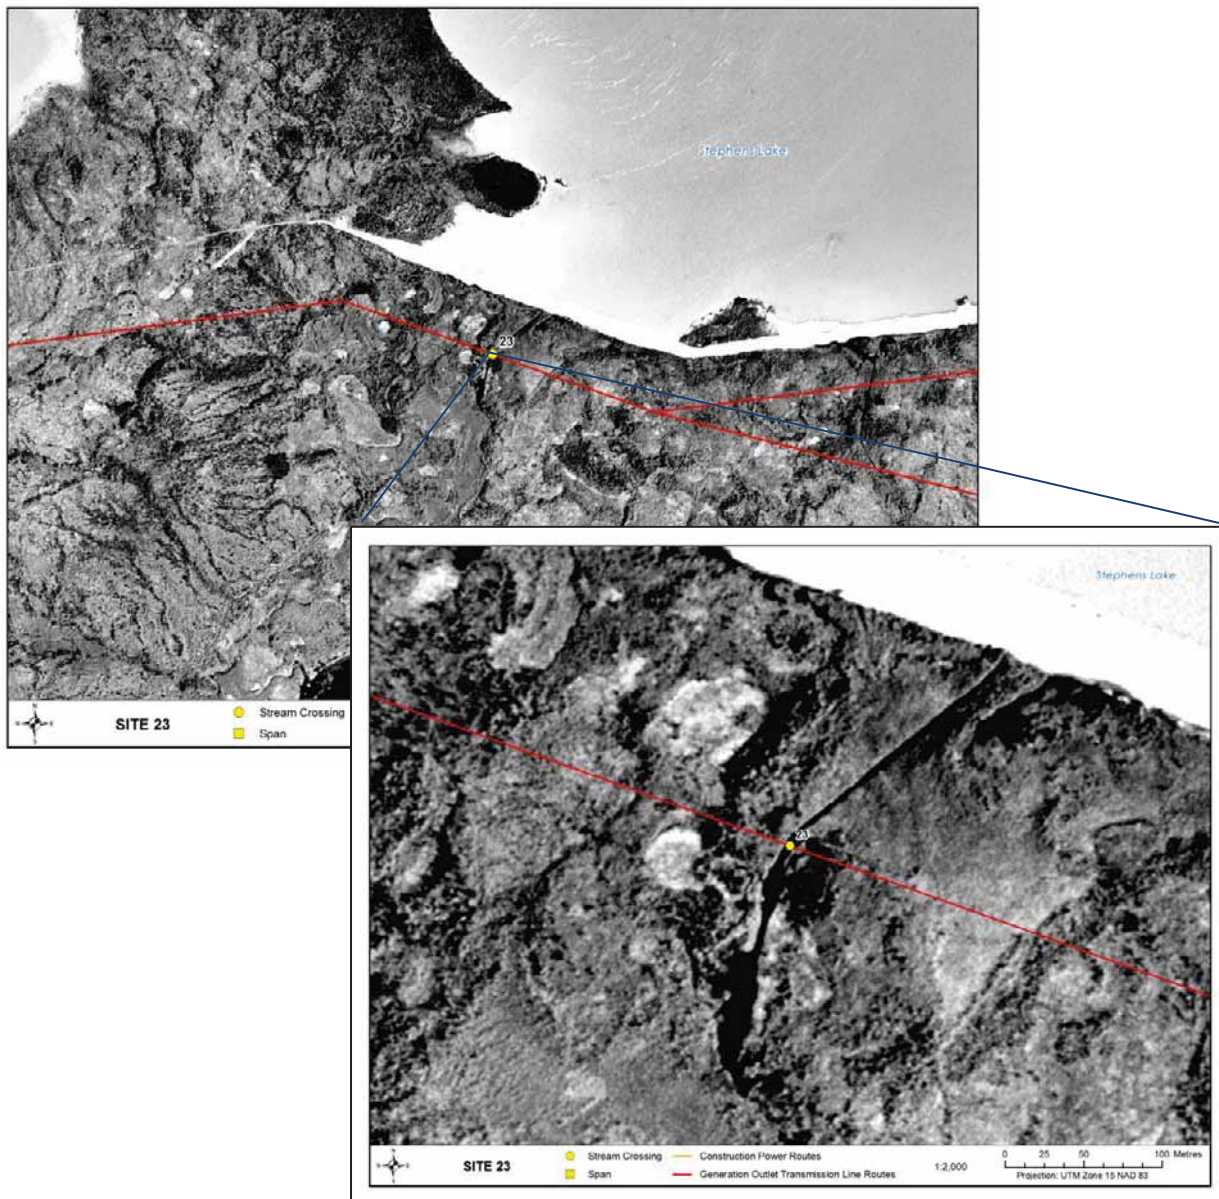 Stephens Lake
23
SITE 23
Stream Crossing
Span
Stephens Lake
23
SITE 23
Stream Crossing
Span
Construction Power Routes
Generation Outlet Transmission Line Routes
1:2,000
0 25 50 100 Metres
Projection: UTM Zone 15 NAD 83